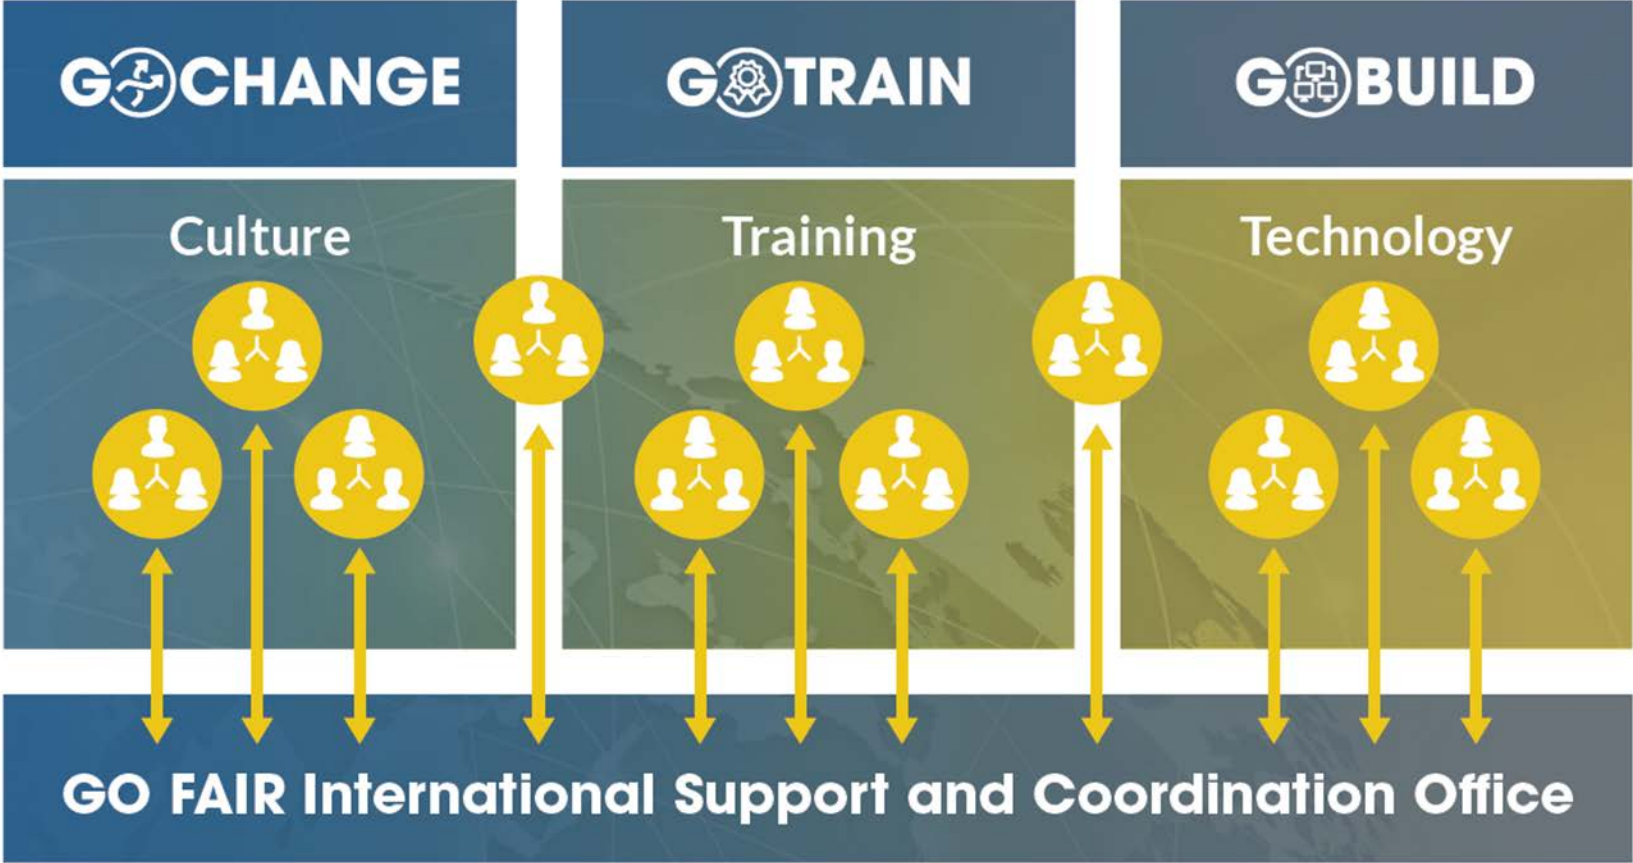 GO CHANGE
GO TRAIN
GO BUILD
Culture
Training
Technology
GO FAIR International Support and Coordination Office